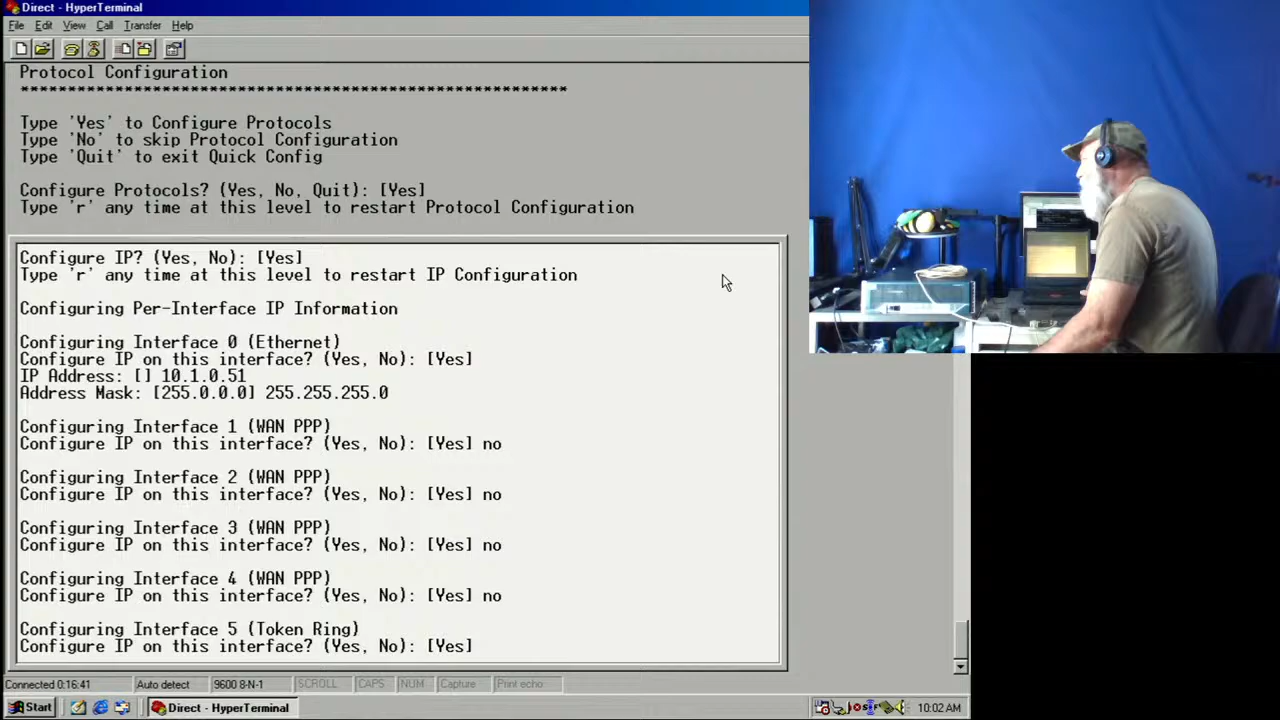 Direct - HyperTerminal
File Edit View Call Transfer Help
Protocol Configuration
**********************************************************
Type 'Yes' to Configure Protocols
Type 'No' to skip Protocol Configuration
Type 'Quit' to exit Quick Config
Configure Protocols? (Yes, No, Quit): [Yes]
Type 'r' any time at this level to restart Protocol Configuration
Configure IP? (Yes, No): [Yes]
Type 'r' any time at this level to restart IP Configuration
Configuring Per-Interface IP Information
Configuring Interface 0 (Ethernet)
Configure IP on this interface? (Yes, No): [Yes]
IP Address: [] 10.1.0.51
Address Mask: [255.0.0.0] 255.255.255.0
Configuring Interface 1 (WAN PPP)
Configure IP on this interface? (Yes, No): [Yes] no
Configuring Interface 2 (WAN PPP)
Configure IP on this interface? (Yes, No): [Yes] no
Configuring Interface 3 (WAN PPP)
Configure IP on this interface? (Yes, No): [Yes] no
Configuring Interface 4 (WAN PPP)
Configure IP on this interface? (Yes, No): [Yes] no
Configuring Interface 5 (Token Ring)
Configure IP on this interface? (Yes, No): [Yes]
Connected 0:16:41 Auto detect 9600 8-N-1 SCROLL CAPS NUM Capture Print echo
Start Direct - HyperTerminal 10:02 AM